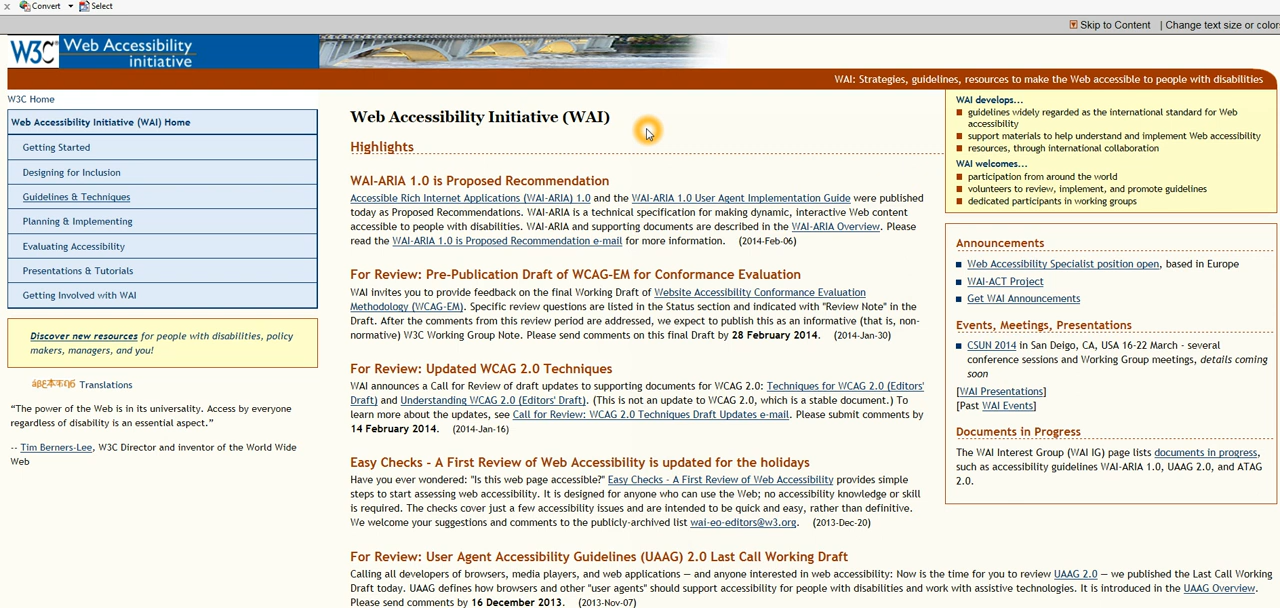 x Convert Select
Skip to Content | Change text size or color
W3C® Web Accessibility
initiative
WAI: Strategies, guidelines, resources to make the Web accessible to people with disabilities
W3C Home
Web Accessibility Initiative (WAI) Home
Getting Started
Designing for Inclusion
Guidelines & Techniques
Planning & Implementing
Evaluating Accessibility
Presentations & Tutorials
Getting Involved with WAI
Discover new resources for people with disabilities, policy
makers, managers, and you!
Translations
“The power of the Web is in its universality. Access by everyone
regardless of disability is an essential aspect.”
-- Tim Berners-Lee, W3C Director and inventor of the World Wide
Web
Web Accessibility Initiative (WAI)
Highlights
WAI-ARIA 1.0 is Proposed Recommendation
Accessible Rich Internet Applications (WAI-ARIA) 1.0 and the WAI-ARIA 1.0 User Agent Implementation Guide were published
today as Proposed Recommendations. WAI-ARIA is a technical specification for making dynamic, interactive Web content
accessible to people with disabilities. WAI-ARIA and supporting documents are described in the WAI-ARIA Overview. Please
read the WAI-ARIA 1.0 is Proposed Recommendation e-mail for more information. (2014-Feb-06)
For Review: Pre-Publication Draft of WCAG-EM for Conformance Evaluation
WAI invites you to provide feedback on the final Working Draft of Website Accessibility Conformance Evaluation
Methodology (WCAG-EM). Specific review questions are listed in the Status section and indicated with "Review Note" in the
Draft. After the comments from this review period are addressed, we expect to publish this as an informative (that is, non-
normative) W3C Working Group Note. Please send comments on this final Draft by 28 February 2014. (2014-Jan-30)
For Review: Updated WCAG 2.0 Techniques
WAI announces a Call for Review of draft updates to supporting documents for WCAG 2.0: Techniques for WCAG 2.0 (Editors'
Draft) and Understanding WCAG 2.0 (Editors' Draft). (This is not an update to WCAG 2.0, which is a stable document.) To
learn more about the updates, see Call for Review: WCAG 2.0 Techniques Draft Updates e-mail. Please submit comments by
14 February 2014. (2014-Jan-16)
Easy Checks - A First Review of Web Accessibility is updated for the holidays
Have you ever wondered: "Is this web page accessible?" Easy Checks - A First Review of Web Accessibility provides simple
steps to start assessing web accessibility. It is designed for anyone who can use the Web; no accessibility knowledge or skill
is required. The checks cover just a few accessibility issues and are intended to be quick and easy, rather than definitive.
We welcome your suggestions and comments to the publicly-archived list wai-eo-editors@w3.org. (2013-Dec-20)
For Review: User Agent Accessibility Guidelines (UAAG) 2.0 Last Call Working Draft
Calling all developers of browsers, media players, and web applications — and anyone interested in web accessibility: Now is the time for you to review UAAG 2.0 — we published the Last Call Working
Draft today. UAAG defines how browsers and other "user agents" should support accessibility for people with disabilities and work with assistive technologies. It is introduced in the UAAG Overview.
Please send comments by 16 December 2013. (2013-Nov-07)
WAI develops...
guidelines widely regarded as the international standard for Web
accessibility
support materials to help understand and implement Web accessibility
resources, through international collaboration
WAI welcomes...
participation from around the world
volunteers to review, implement, and promote guidelines
dedicated participants in working groups
Announcements
Web Accessibility Specialist position open, based in Europe
WAI-ACT Project
Get WAI Announcements
Events, Meetings, Presentations
CSUN 2014 in San Deigo, CA, USA 16-22 March - several
conference sessions and Working Group meetings, details coming
soon
[WAI Presentations]
[Past WAI Events]
Documents in Progress
The WAI Interest Group (WAI IG) page lists documents in progress,
such as accessibility guidelines WAI-ARIA 1.0, UAAG 2.0, and ATAG
2.0.